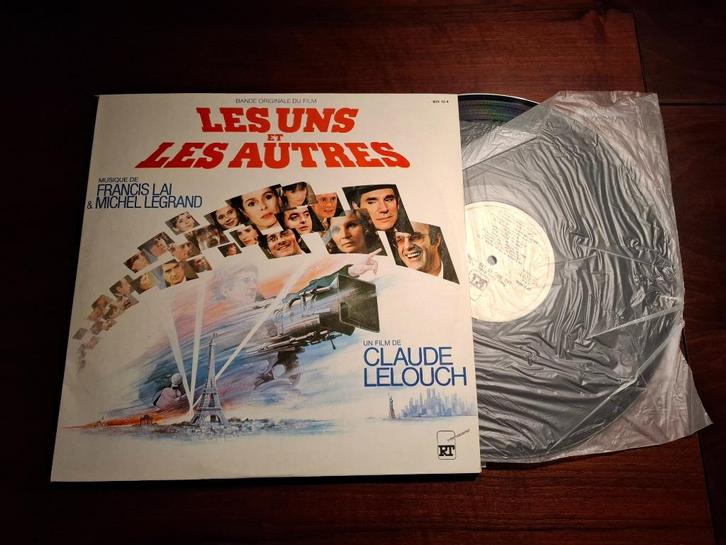 BANDE ORIGINALE DU FILM
LES UNS
ET
LES AUTRES
MUSIQUE DE
FRANCIS LAI
& MICHEL LEGRAND
UN FILM DE
CLAUDE
LELOUCH
RT
RT